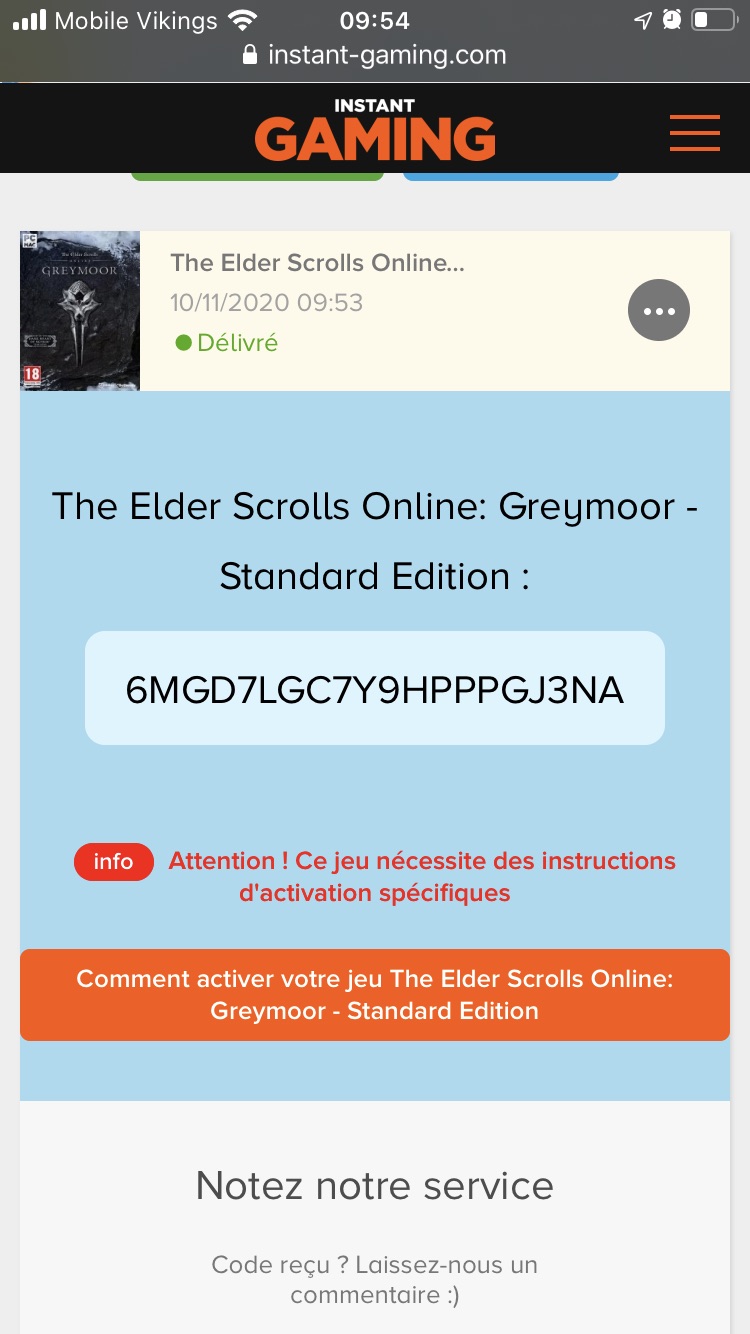 Mobile Vikings
09:54
instant-gaming.com
INSTANT
GAMING
PC
MAC
The Elder Scrolls
ONLINE
GREYMOOR
18
The Elder Scrolls Online...
10/11/2020 09:53
Délivré
The Elder Scrolls Online: Greymoor -
Standard Edition :
6MGD7LGC7Y9HPPPGJ3NA
info Attention ! Ce jeu nécessite des instructions
d'activation spécifiques
Comment activer votre jeu The Elder Scrolls Online:
Greymoor - Standard Edition
Notez notre service
Code reçu ? Laissez-nous un
commentaire :)